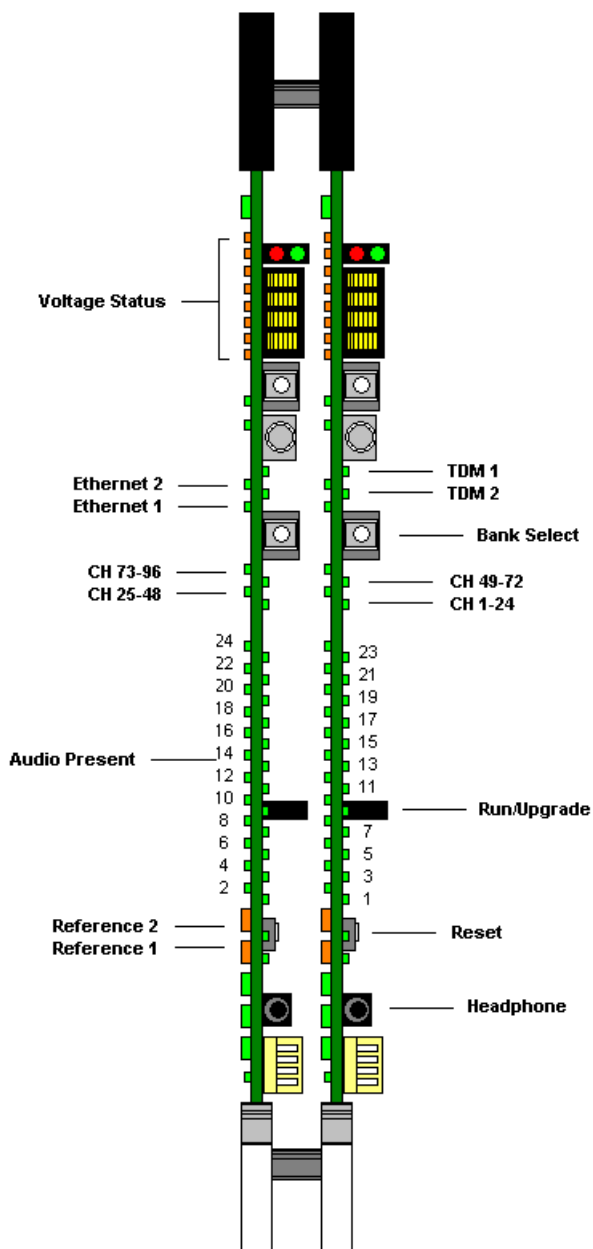 Voltage Status
TDM 1
Ethernet 2
TDM 2
Ethernet 1
Bank Select
CH 73-96
CH 49-72
CH 25-48
CH 1-24
24
23
22
21
20
19
18
17
16
15
Audio Present
14
13
12
11
10
Run/Upgrade
8
7
6
5
4
3
2
1
Reference 2
Reset
Reference 1
Headphone